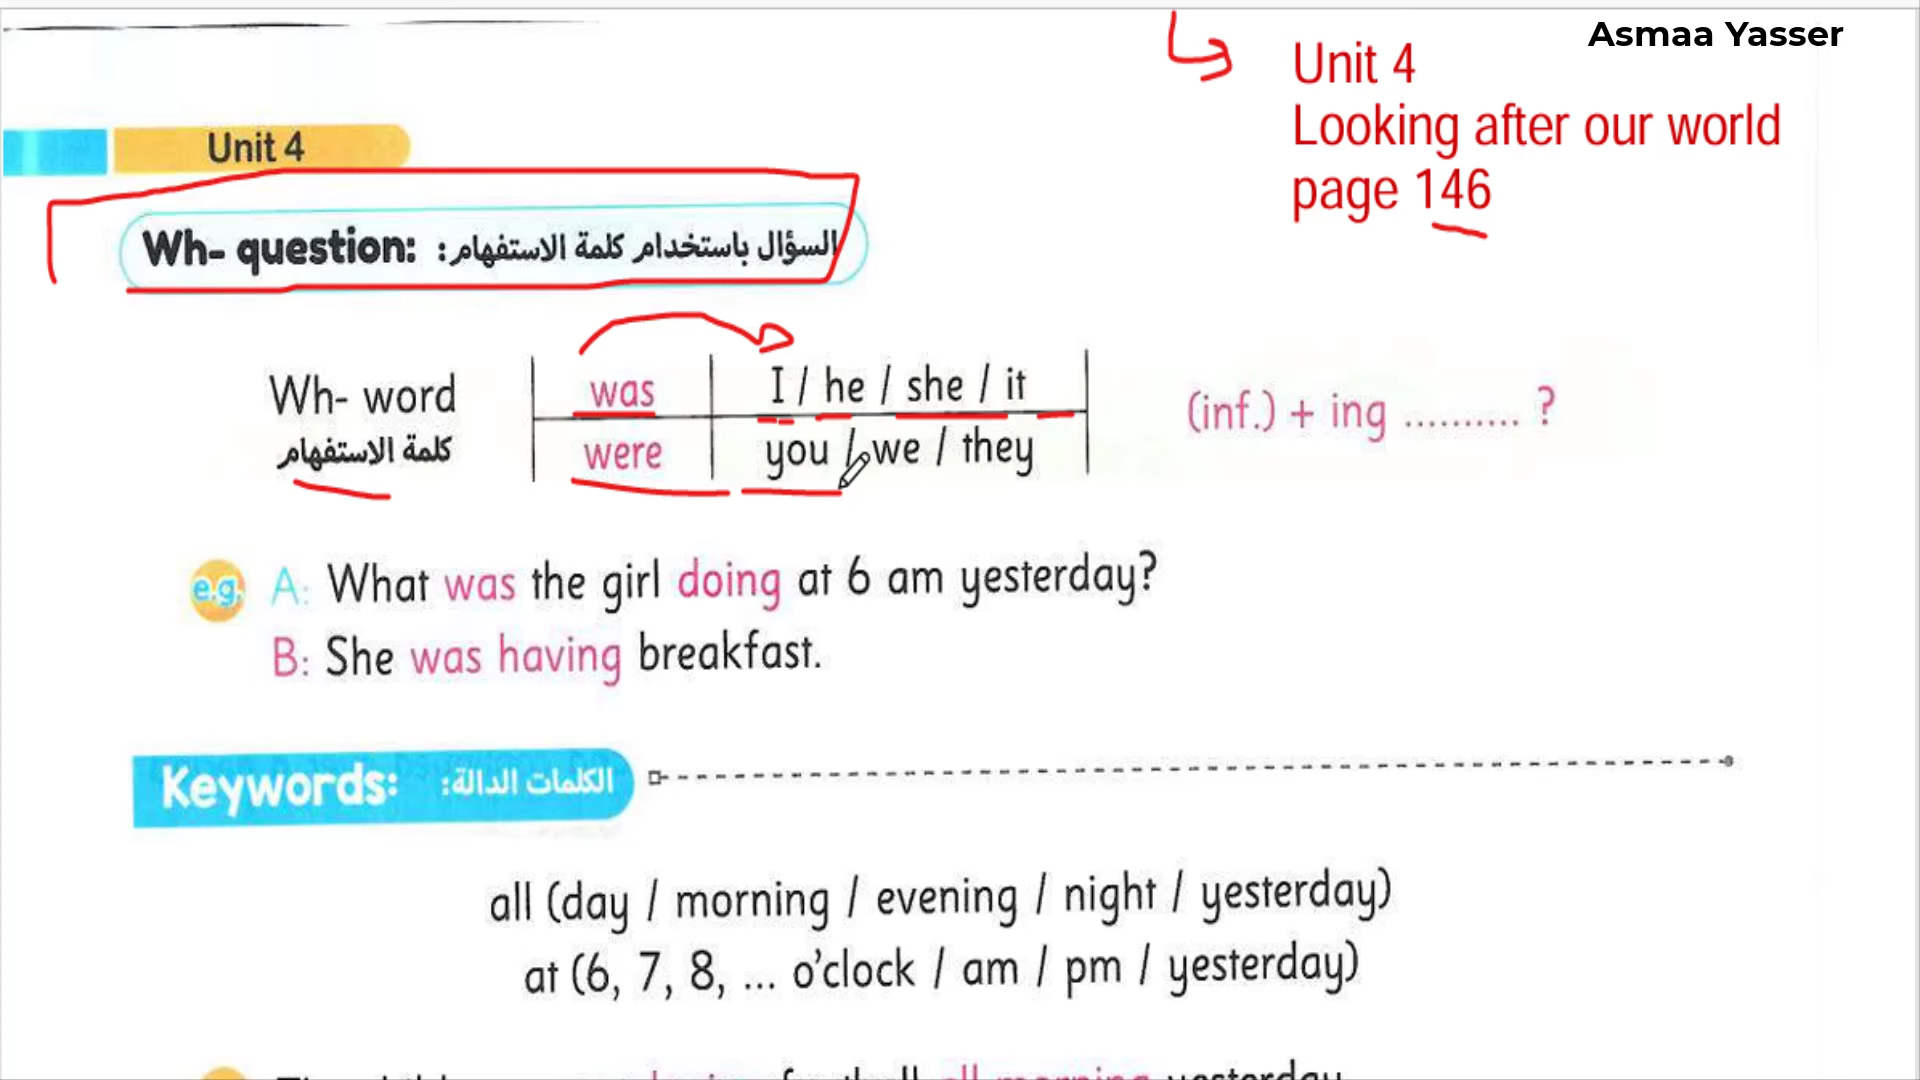 Asmaa Yasser
Unit 4
Looking after our world
page 146
Unit 4
Wh- question: السؤال باستخدام كلمة الاستفهام:
Wh- word
كلمة الاستفهام
was I / he / she / it
were you / we / they
(inf.) + ing .......... ?
e.g. A: What was the girl doing at 6 am yesterday?
B: She was having breakfast.
Keywords: الكلمات الدالة:
all (day / morning / evening / night / yesterday)
at (6, 7, 8, ... o'clock / am / pm / yesterday)
all morning yesterday